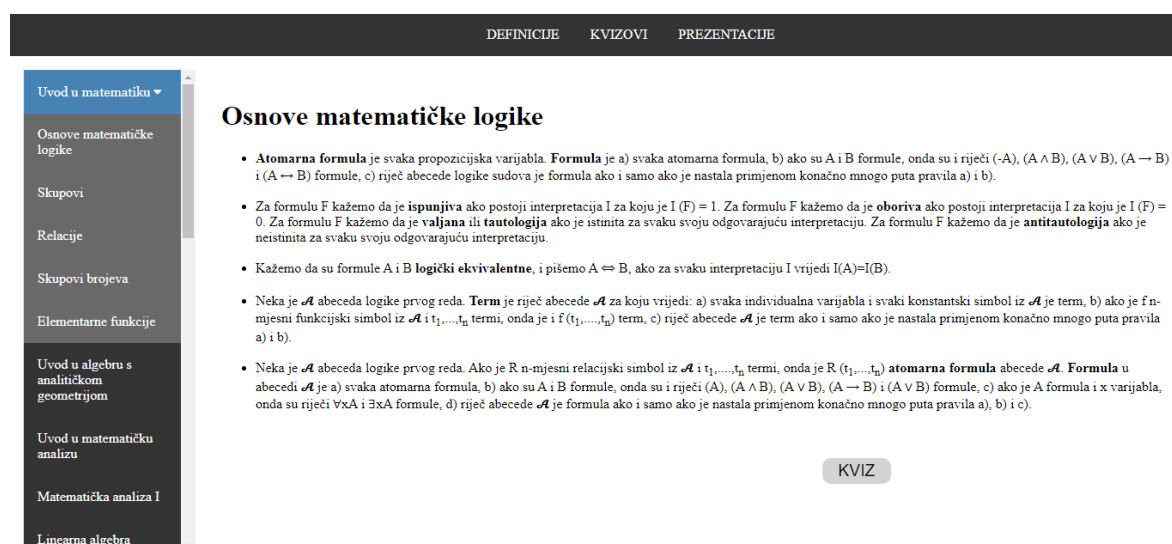 DEFINICIJE KVIZOVI PREZENTACIJE
Uvod u matematiku
Osnove matematičke
logike
Skupovi
Relacije
Skupovi brojeva
Elementarne funkcije
Uvod u algebru s
analitičkom
geometrijom
Uvod u matematičku
analizu
Matematička analiza I
Linearna algebra
Osnove matematičke logike
• Atomarna formula je svaka propozicijska varijabla. Formula je a) svaka atomarna formula, b) ako su A i B formule, onda su i riječi (-A), (A ∧ B), (A ∨ B), (A → B)
i (A ↔ B) formule, c) riječ abecede logike sudova je formula ako i samo ako je nastala primjenom konačno mnogo puta pravila a) i b).
• Za formulu F kažemo da je ispunjiva ako postoji interpretacija I za koju je I (F) = 1. Za formulu F kažemo da je oboriva ako postoji interpretacija I za koju je I (F) =
0. Za formulu F kažemo da je valjana ili tautologija ako je istinita za svaku svoju odgovarajuću interpretaciju. Za formulu F kažemo da je antitautologija ako je
neistinita za svaku svoju odgovarajuću interpretaciju.
• Kažemo da su formule A i B logički ekvivalentne, i pišemo A ⇔ B, ako za svaku interpretaciju I vrijedi I(A)=I(B).
• Neka je 𝓐 abeceda logike prvog reda. Term je riječ abecede 𝓐 za koju vrijedi: a) svaka individualna varijabla i svaki konstantski simbol iz 𝓐 je term, b) ako je f n-
mjesni funkcijski simbol iz 𝓐 i t₁,...,tₙ termi, onda je i f (t₁,....,tₙ) term, c) riječ abecede 𝓐 je term ako i samo ako je nastala primjenom konačno mnogo puta pravila
a) i b).
• Neka je 𝓐 abeceda logike prvog reda. Ako je R n-mjesni relacijski simbol iz 𝓐 i t₁,....,tₙ termi, onda je R (t₁,...,tₙ) atomarna formula abecede 𝓐. Formula u
abecedi 𝓐 je a) svaka atomarna formula, b) ako su A i B formule, onda su i riječi (A), (A ∧ B), (A ∨ B), (A → B) i (A ∨ B) formule, c) ako je A formula i x varijabla,
onda su riječi ∀xA i ∃xA formule, d) riječ abecede 𝓐 je formula ako i samo ako je nastala primjenom konačno mnogo puta pravila a), b) i c).
KVIZ